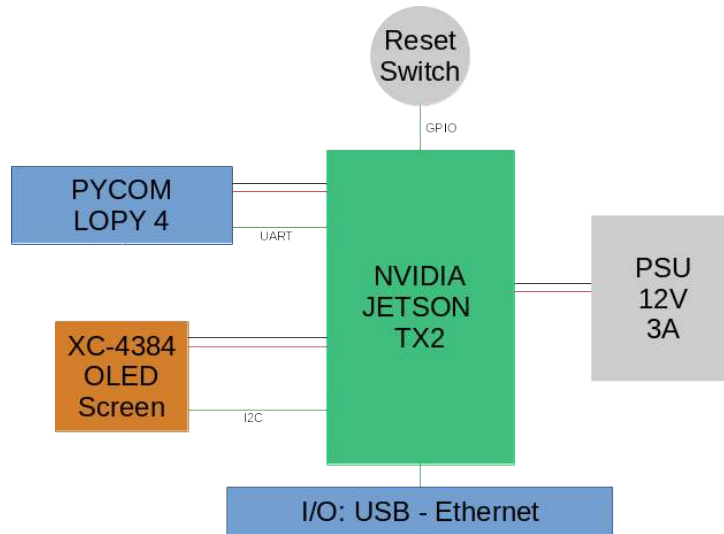 Reset
Switch
GPIO
PYCOM
LOPY 4
UART
NVIDIA
JETSON
TX2
PSU
12V
3A
XC-4384
OLED
Screen
I2C
I/O: USB - Ethernet